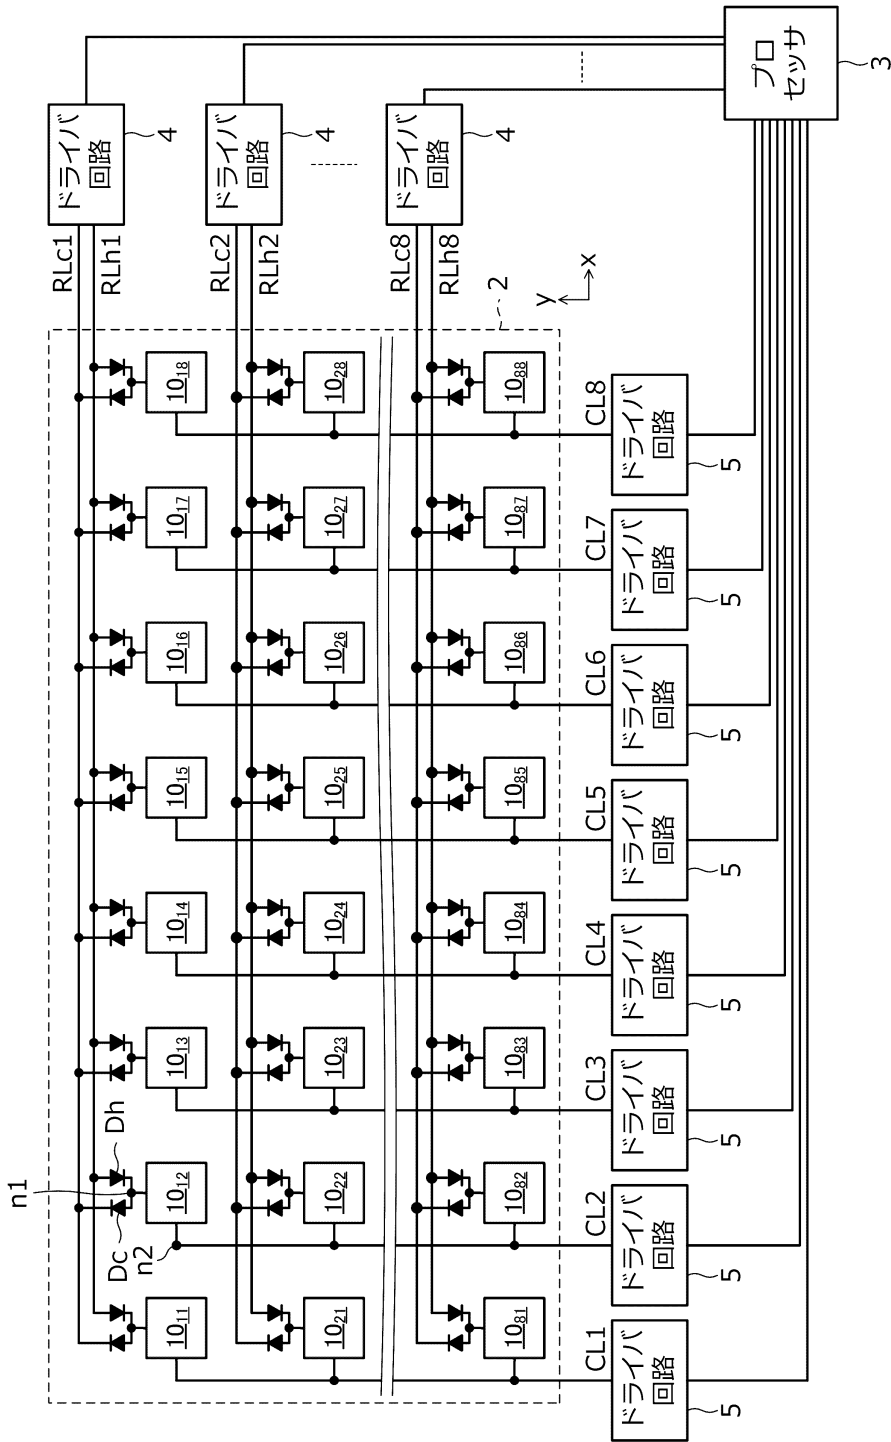 n1
Dc
Dh
n2
RLc1
RLh1
ドライバ
回路
4
10₁₁
10₁₂
10₁₃
10₁₄
10₁₅
10₁₆
10₁₇
10₁₈
RLc2
RLh2
ドライバ
回路
4
10₂₁
10₂₂
10₂₃
10₂₄
10₂₅
10₂₆
10₂₇
10₂₈
RLc8
RLh8
ドライバ
回路
4
10₈₁
10₈₂
10₈₃
10₈₄
10₈₅
10₈₆
10₈₇
10₈₈
2
y
x
CL1
CL2
CL3
CL4
CL5
CL6
CL7
CL8
ドライバ
回路
5
ドライバ
回路
5
ドライバ
回路
5
ドライバ
回路
5
ドライバ
回路
5
ドライバ
回路
5
ドライバ
回路
5
ドライバ
回路
5
プロ
セッサ
3